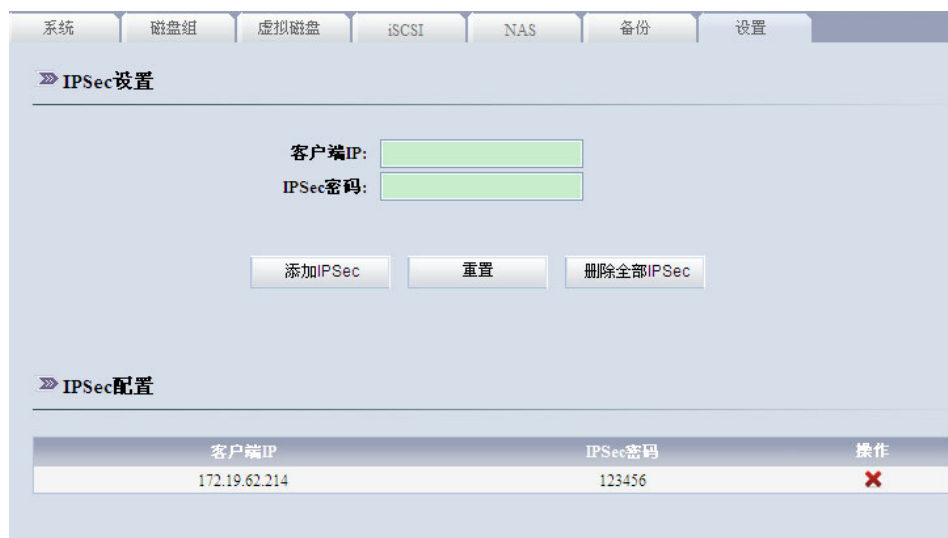 系统 磁盘组 虚拟磁盘 iSCSI NAS 备份 设置
IPSec设置
客户端IP:
IPSec密码:
添加IPSec 重置 删除全部IPSec
IPSec配置
客户端IP IPSec密码 操作
172.19.62.214 123456